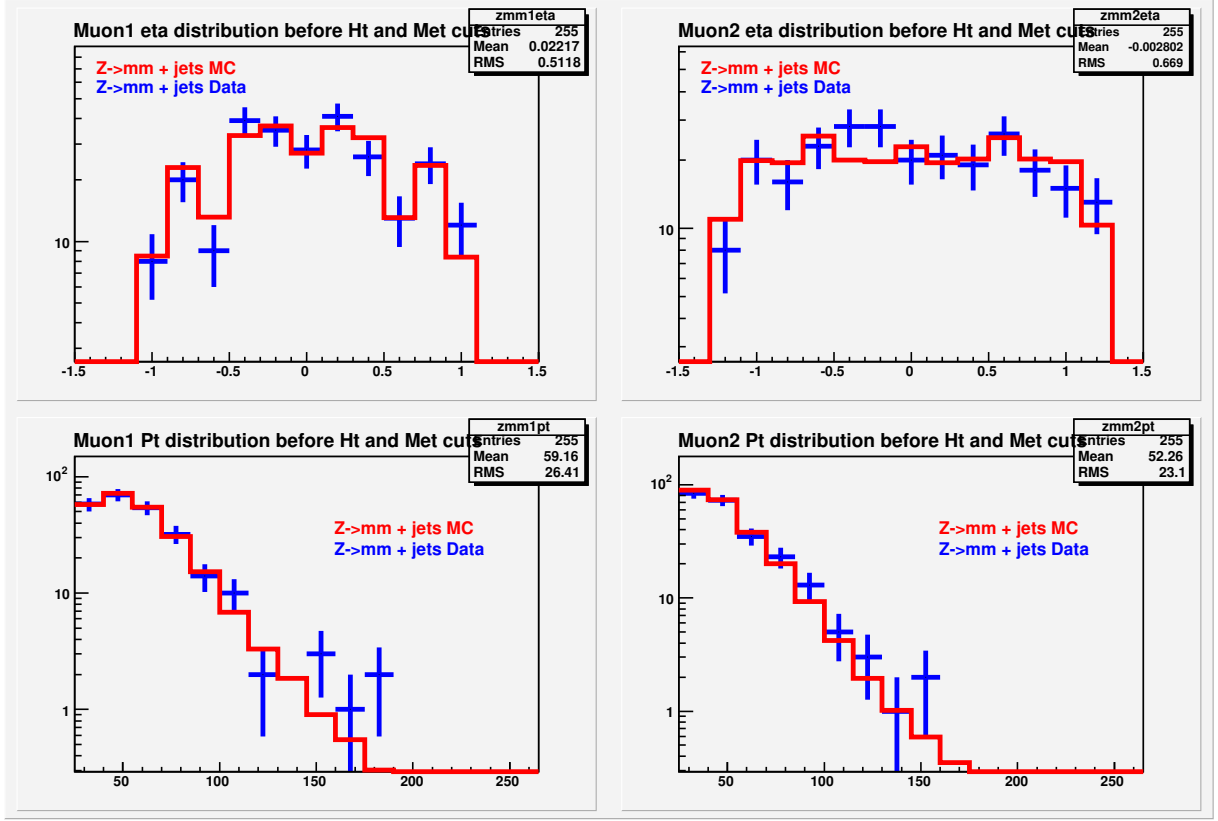 Muon1 eta distribution before Ht and Met cuts
zmm1eta
Entries 255
Mean 0.02217
RMS 0.5118
Z->mm + jets MC
Z->mm + jets Data
10
-1.5 -1 -0.5 0 0.5 1 1.5
Muon2 eta distribution before Ht and Met cuts
zmm2eta
Entries 255
Mean -0.002802
RMS 0.669
Z->mm + jets MC
Z->mm + jets Data
10
-1.5 -1 -0.5 0 0.5 1 1.5
Muon1 Pt distribution before Ht and Met cuts
zmm1pt
Entries 255
Mean 59.16
RMS 26.41
Z->mm + jets MC
Z->mm + jets Data
10²
10
1
50 100 150 200 250
Muon2 Pt distribution before Ht and Met cuts
zmm2pt
Entries 255
Mean 52.26
RMS 23.1
Z->mm + jets MC
Z->mm + jets Data
10²
10
1
50 100 150 200 250